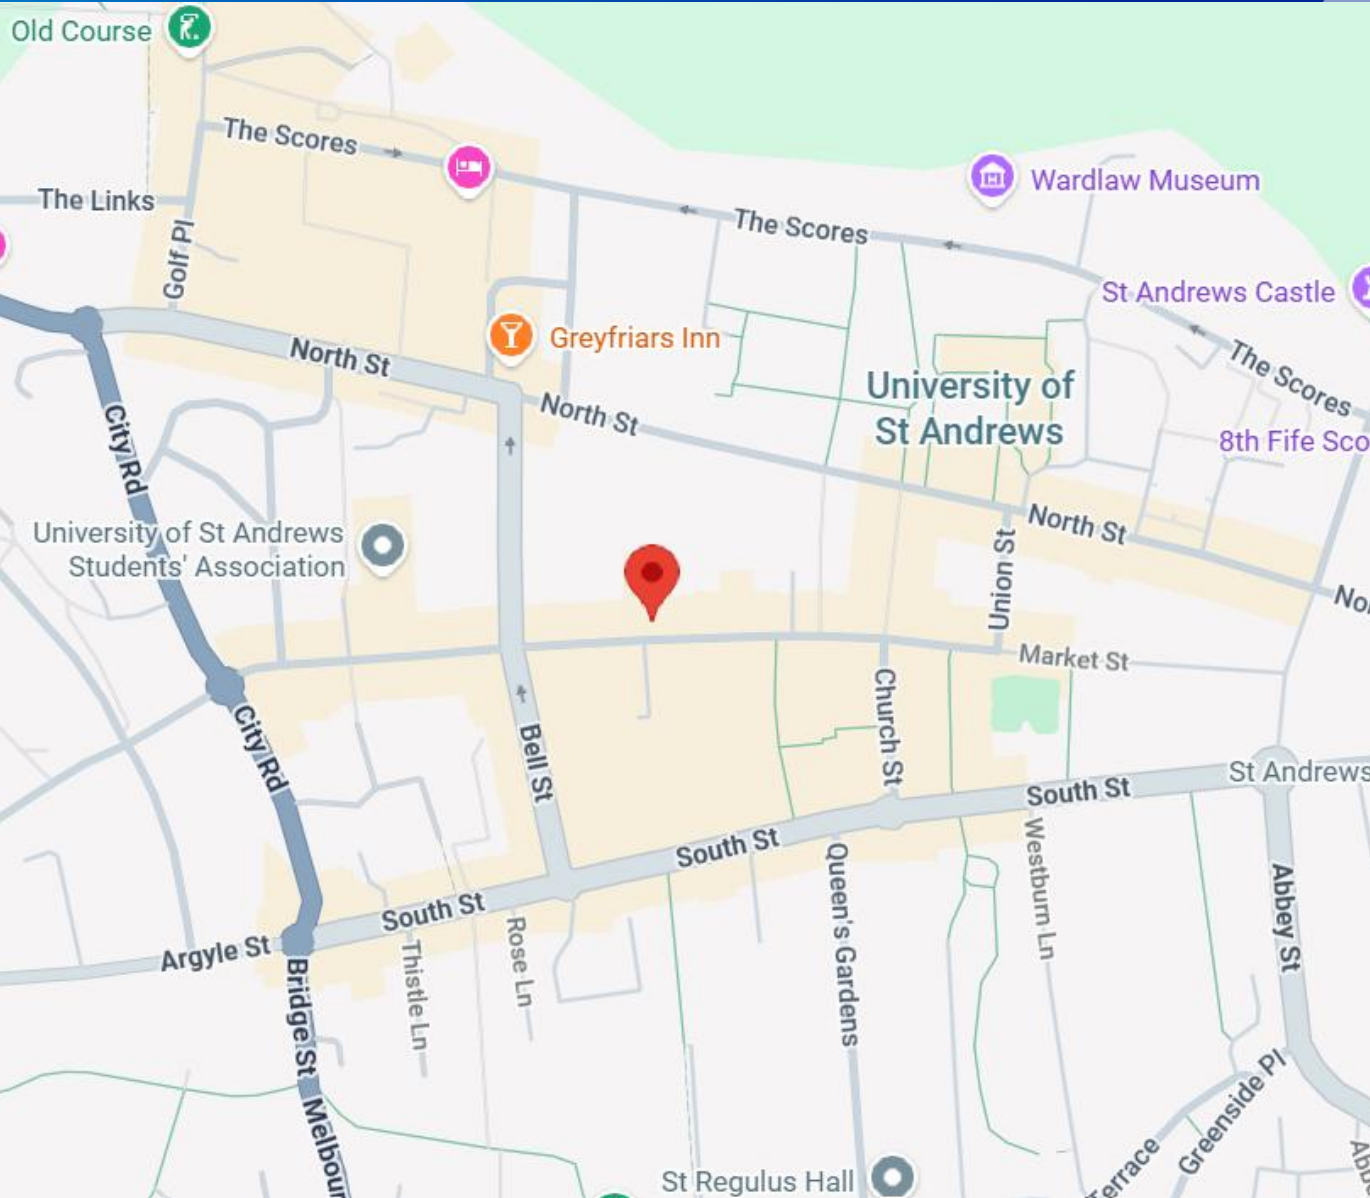 Old Course
The Scores
The Links
Golf Pl
Wardlaw Museum
The Scores
St Andrews Castle
The Scores
North St
Greyfriars Inn
North St
University of
St Andrews
8th Fife Sco
City Rd
University of St Andrews
Students' Association
North St
Union St
Nor
Market St
City Rd
Bell St
Church St
South St
St Andrews
South St
Westburn Ln
Queen's Gardens
Abbey St
South St
Argyle St
Thistle Ln
Rose Ln
Bridge St
Melbour
Greenside Pl
Terrace
Ab
St Regulus Hall